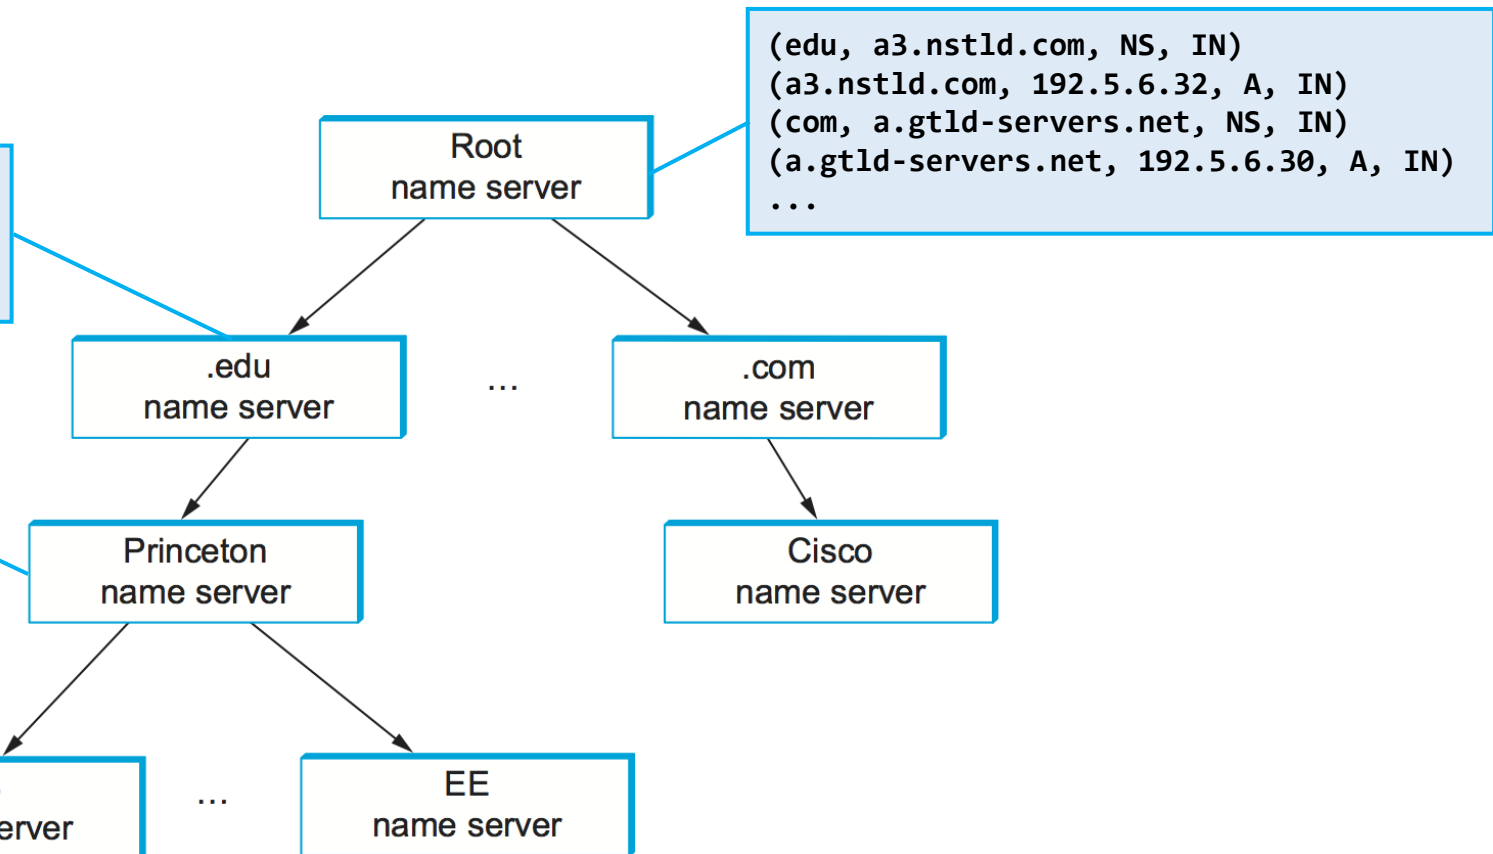 (edu, a3.nstld.com, NS, IN)
(a3.nstld.com, 192.5.6.32, A, IN)
(com, a.gtld-servers.net, NS, IN)
(a.gtld-servers.net, 192.5.6.30, A, IN)
...
Root
name server
.edu
name server
...
.com
name server
Princeton
name server
Cisco
name server
...
EE
name server